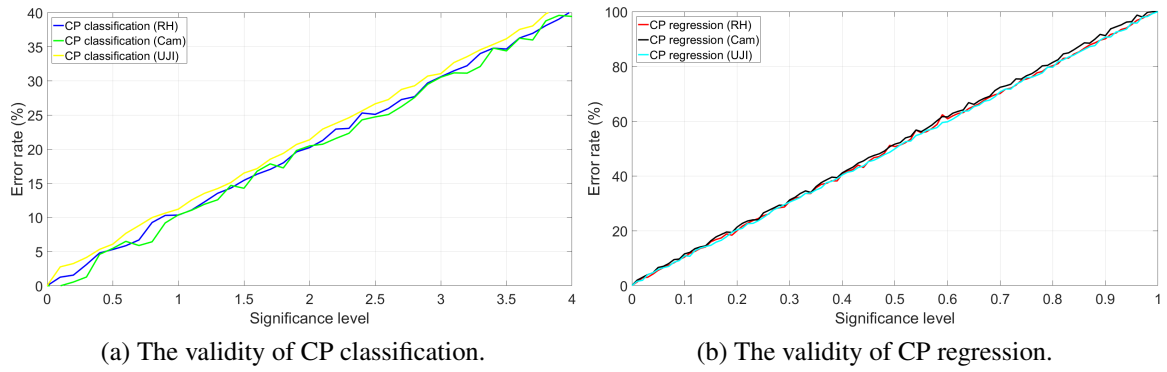 CP classification (RH)
CP classification (Cam)
CP classification (UJI)
Error rate (%)
40
35
30
25
20
15
10
5
0
0 0.5 1 1.5 2 2.5 3 3.5 4
Significance level
(a) The validity of CP classification.
CP regression (RH)
CP regression (Cam)
CP regression (UJI)
Error rate (%)
100
80
60
40
20
0
0 0.1 0.2 0.3 0.4 0.5 0.6 0.7 0.8 0.9 1
Significance level
(b) The validity of CP regression.